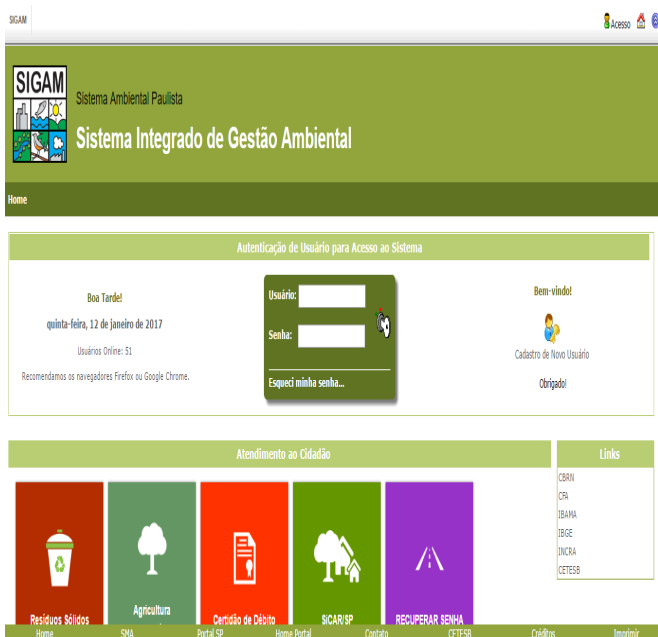 SIGAM
Acesso
SIGAM
Sistema Ambiental Paulista
Sistema Integrado de Gestão Ambiental
Home
Autenticação de Usuário para Acesso ao Sistema
Boa Tarde!
quinta-feira, 12 de janeiro de 2017
Usuários Online: 51
Recomendamos os navegadores Firefox ou Google Chrome.
Usuário:
Senha:
Esqueci minha senha...
Bem-vindo!
Cadastro de Novo Usuário
Obrigado!
Atendimento ao Cidadão
Links
CBRN
CFA
IBAMA
IBGE
INCRA
CETESB
Resíduos Sólidos
Agricultura
Certidão de Débito
SiCAR/SP
RECUPERAR SENHA
Home SMA Portal SP Home Portal Contato CETESB Créditos Imprimir